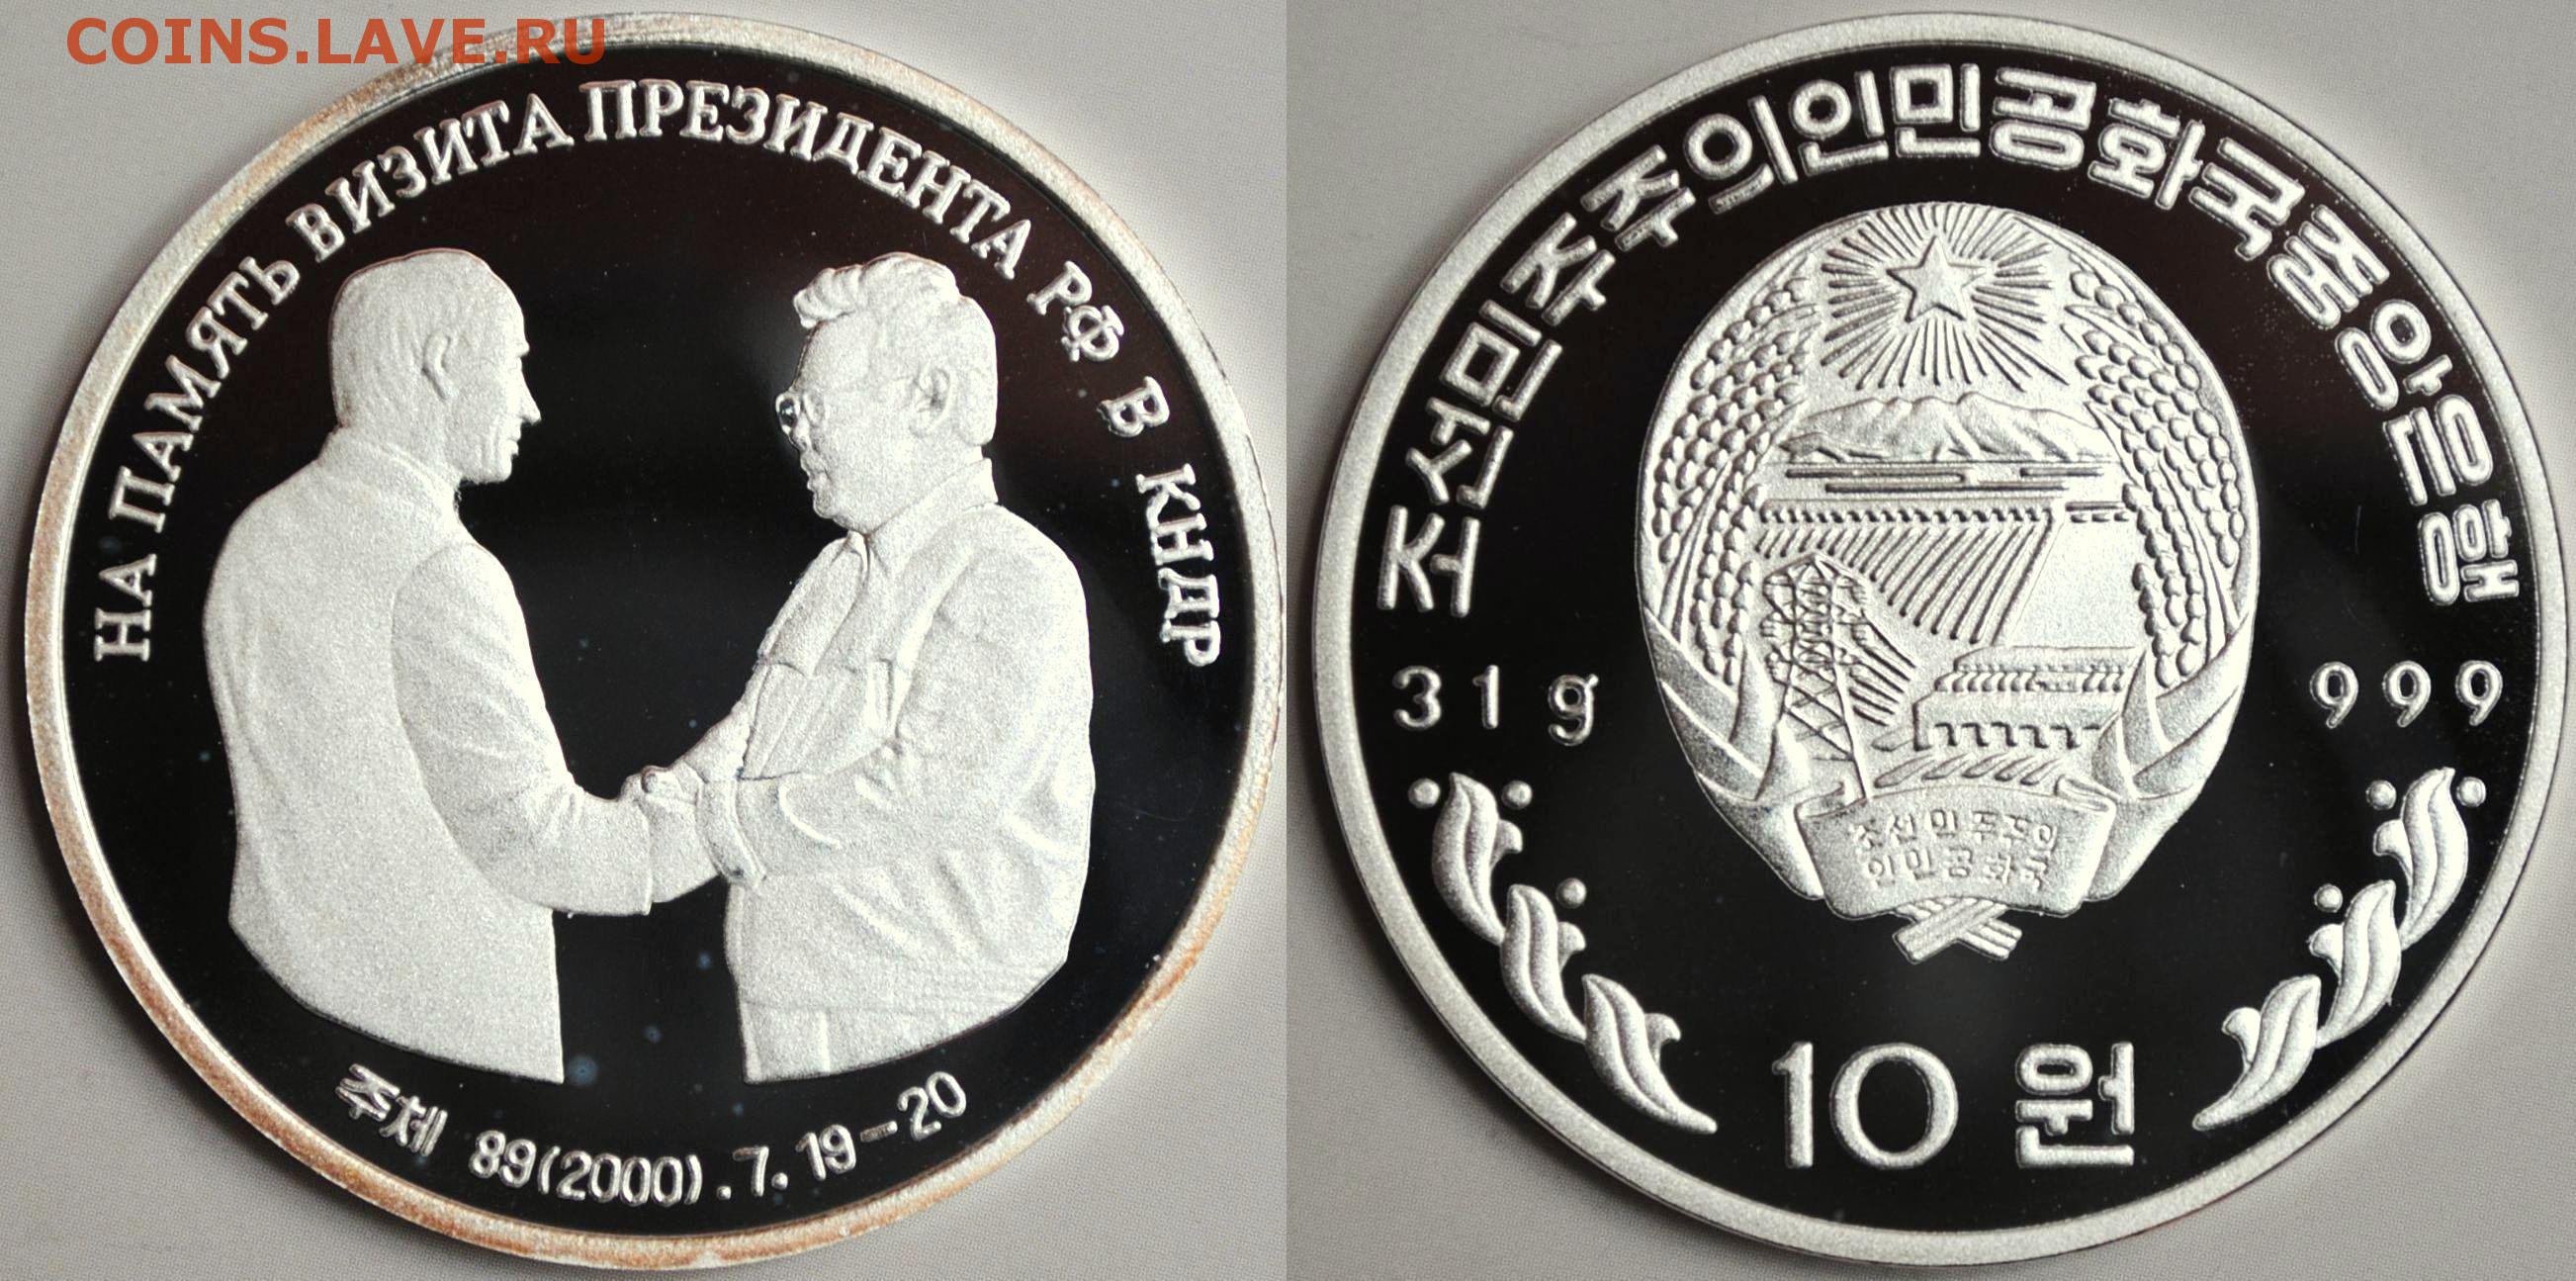 COINS.LAVE.RU
НА ПАМЯТЬ ВИЗИТА ПРЕЗИДЕНТА РФ В КНДР
주체 89(2000).7.19-20
조선민주주의인민공화국중앙은행
31g
999
조선민주주의
인민공화국
10원